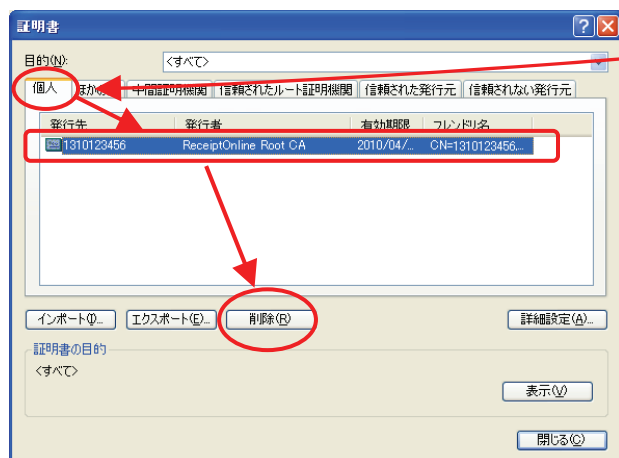 証明書
目的(N): <すべて>
個人 ほか 中間証明機関 信頼されたルート証明機関 信頼された発行元 信頼されない発行元
発行先 発行者 有効期限 フレンドリ名
1310123456 ReceiptOnline Root CA 2010/04/... CN=1310123456,...
インポート(I)... エクスポート(E)... 削除(R) 詳細設定(A)...
証明書の目的
<すべて>
表示(V)
閉じる(C)